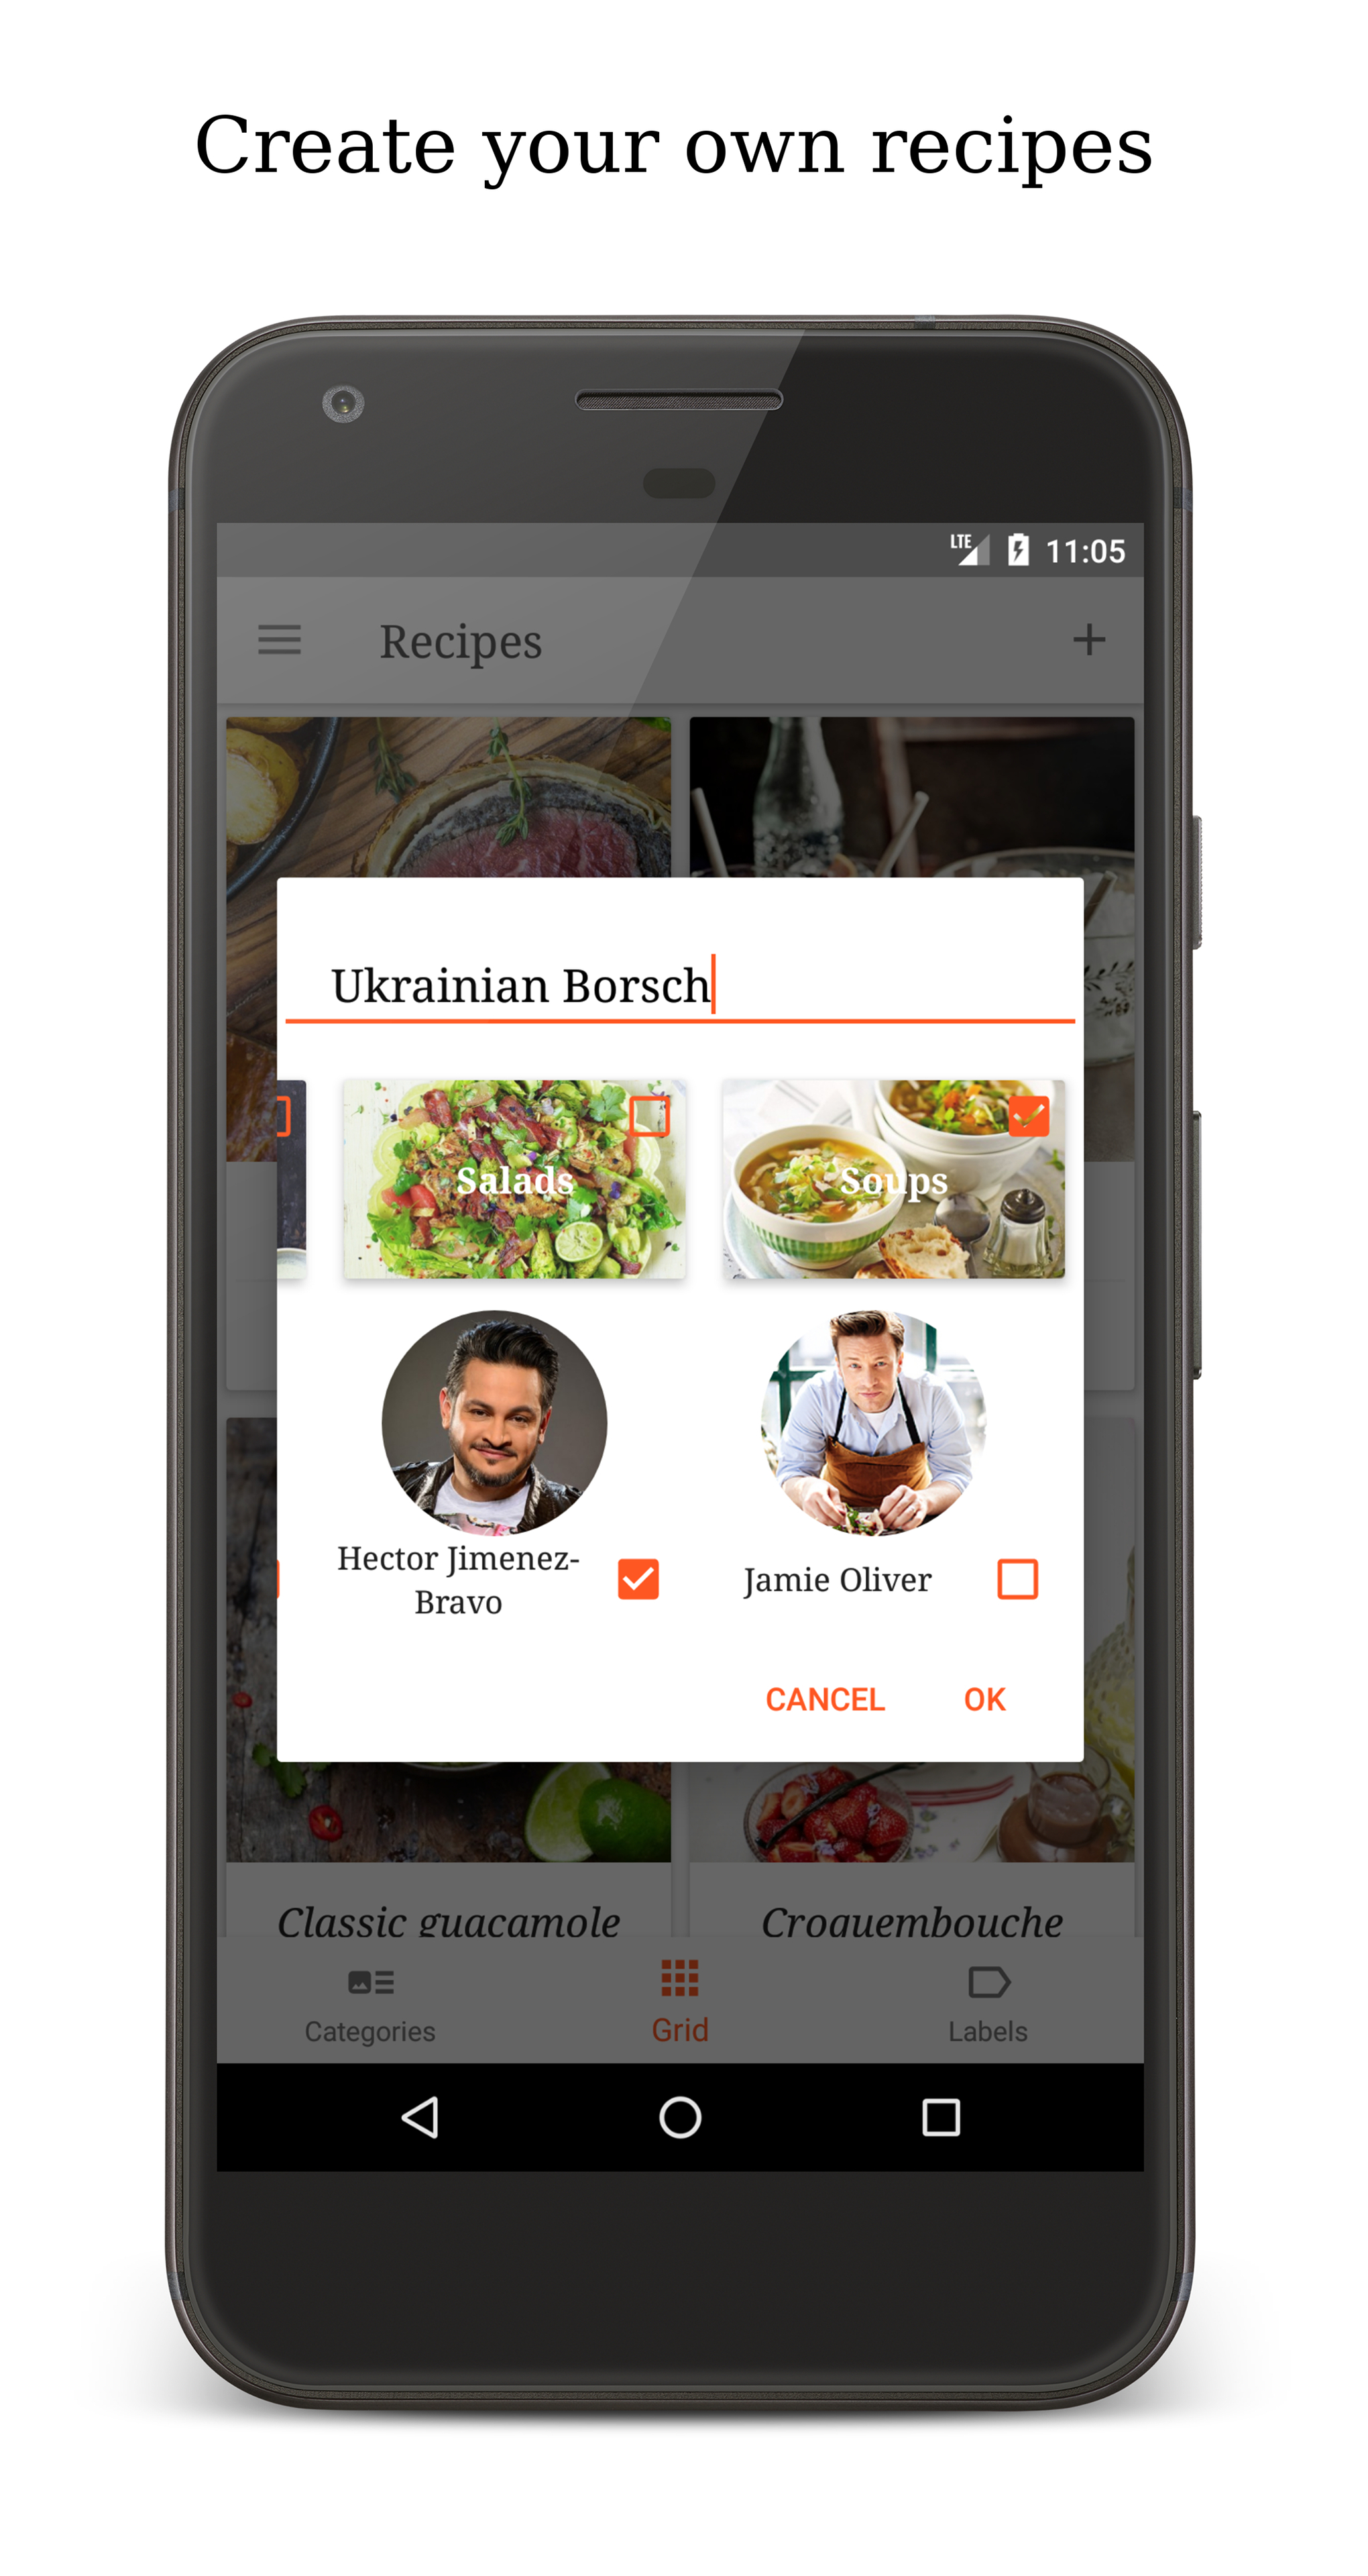 Create your own recipes
LTE 11:05
Recipes
Ukrainian Borsch
Salads
Soups
Hector Jimenez-
Bravo
Jamie Oliver
CANCEL
OK
Classic guacamole
Croquembouche
Categories
Grid
Labels